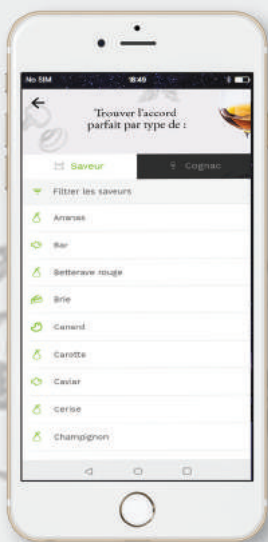 No SIM 18:49
Trouver l'accord
parfait par type de :
Saveur Cognac
Filtrer les saveurs
Ananas
Bar
Betterave rouge
Brie
Canard
Carotte
Caviar
Cerise
Champignon